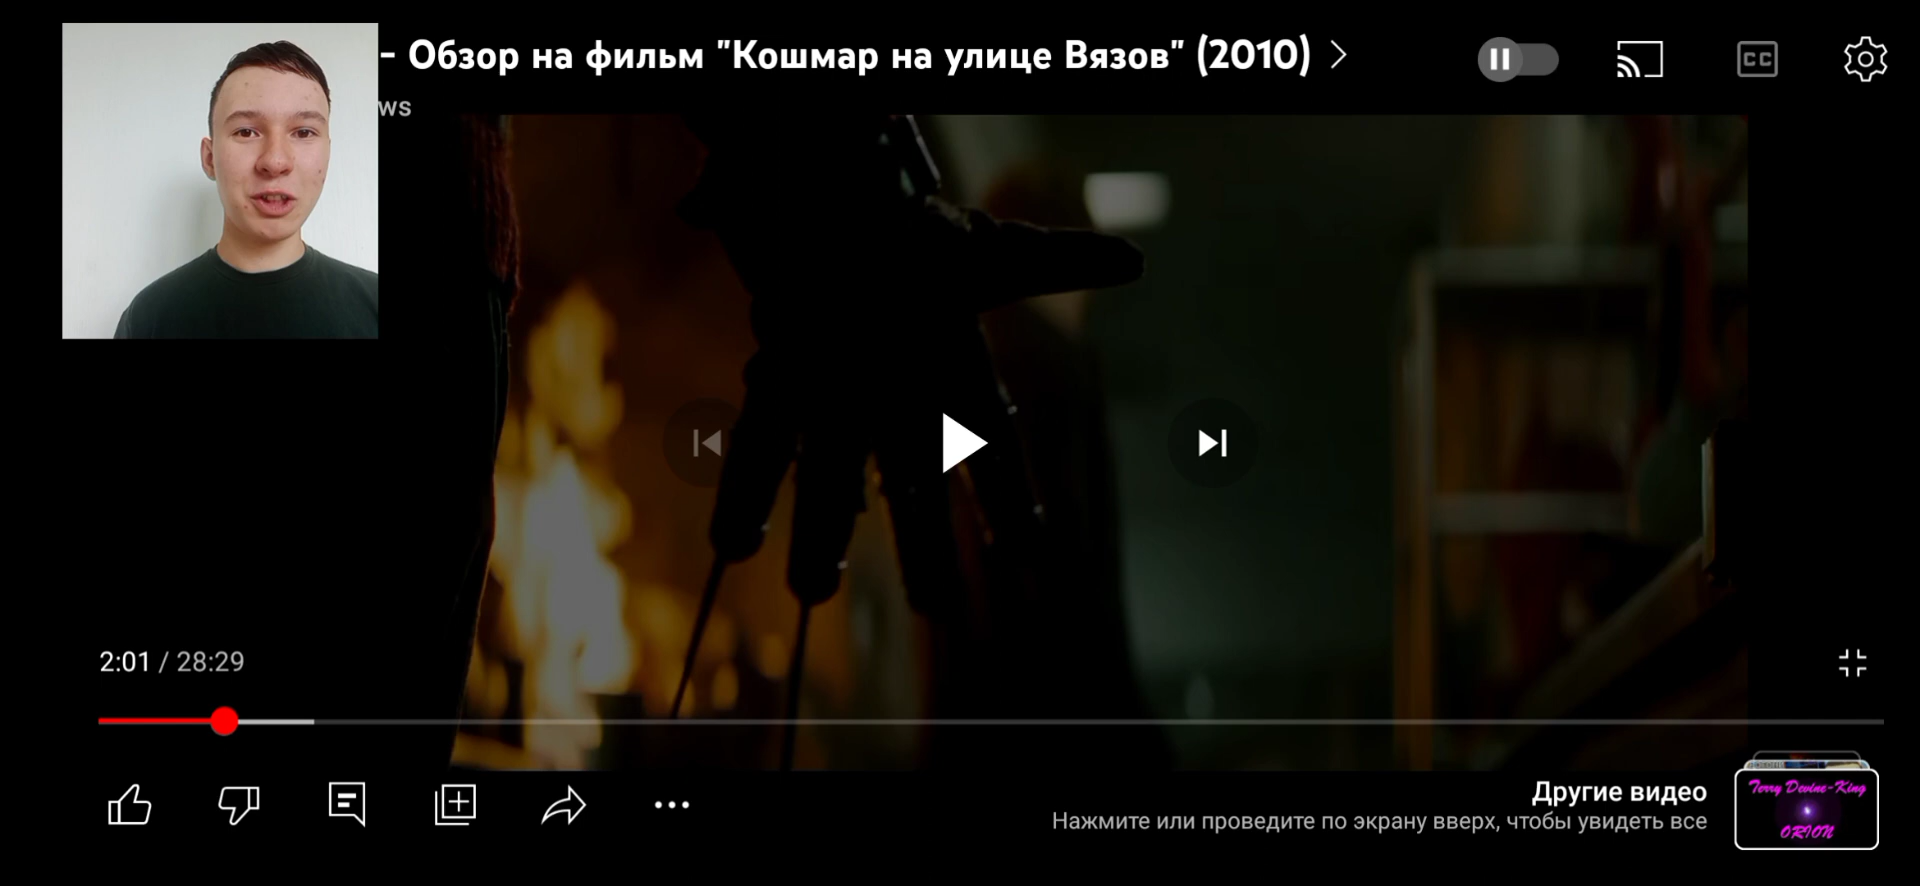 – Обзор на фильм "Кошмар на улице Вязов" (2010)
ws
CC
2:01 / 28:29
Другие видео
Нажмите или проведите по экрану вверх, чтобы увидеть все
Terry Devine-King
ORION